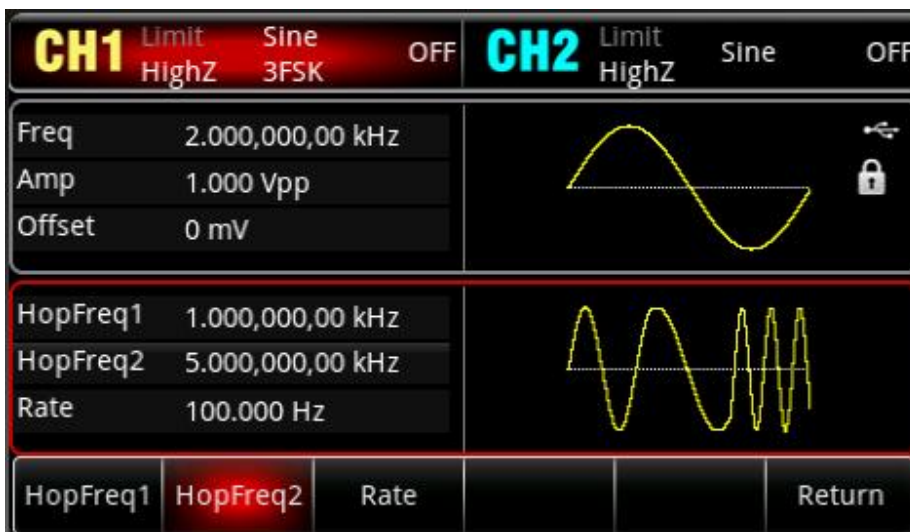 CH1 Limit Sine OFF CH2 Limit Sine OFF
HighZ 3FSK HighZ
Freq 2.000,000,00 kHz
Amp 1.000 Vpp
Offset 0 mV
HopFreq1 1.000,000,00 kHz
HopFreq2 5.000,000,00 kHz
Rate 100.000 Hz
HopFreq1 HopFreq2 Rate Return